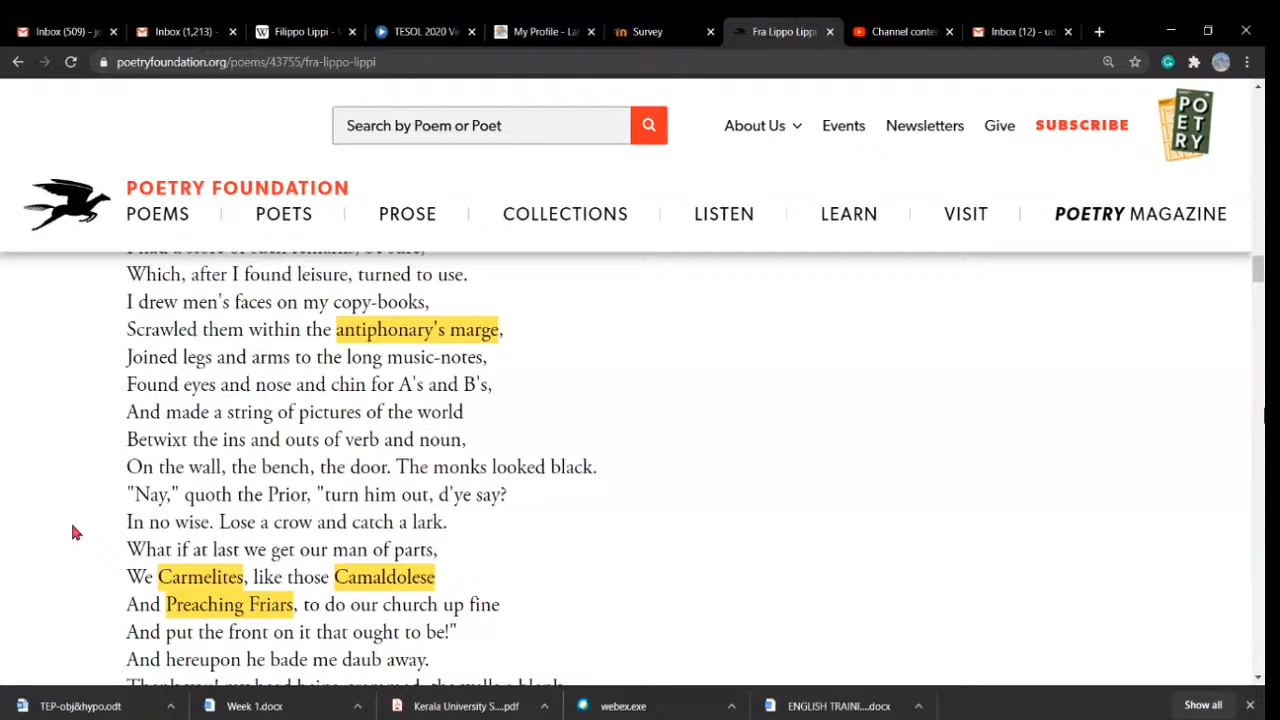 Inbox (509) - jo
Inbox (1,213) -
Filippo Lippi - V
TESOL 2020 Vir
My Profile - Lal
Survey
Fra Lippo Lippi
Channel conte
Inbox (12) - uo
poetryfoundation.org/poems/43755/fra-lippo-lippi
Search by Poem or Poet
About Us
Events
Newsletters
Give
SUBSCRIBE
PO
ET
RY
POETRY FOUNDATION
POEMS
POETS
PROSE
COLLECTIONS
LISTEN
LEARN
VISIT
POETRY MAGAZINE
Which, after I found leisure, turned to use.
I drew men's faces on my copy-books,
Scrawled them within the antiphonary's marge,
Joined legs and arms to the long music-notes,
Found eyes and nose and chin for A's and B's,
And made a string of pictures of the world
Betwixt the ins and outs of verb and noun,
On the wall, the bench, the door. The monks looked black.
"Nay," quoth the Prior, "turn him out, d'ye say?
In no wise. Lose a crow and catch a lark.
What if at last we get our man of parts,
We Carmelites, like those Camaldolese
And Preaching Friars, to do our church up fine
And put the front on it that ought to be!"
And hereupon he bade me daub away.
TEP-obj&hypo.odt
Week 1.docx
Kerala University S....pdf
webex.exe
ENGLISH TRAINI....docx
Show all